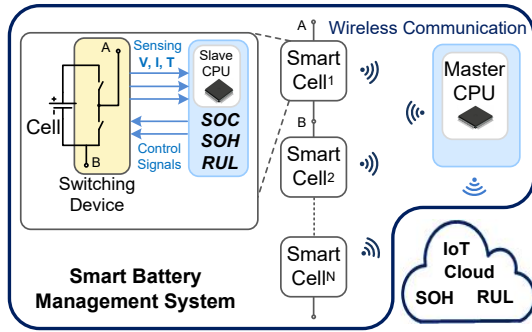 Wireless Communication
A
Sensing
V, I, T
Slave
CPU
SOC
SOH
RUL
Control
Signals
Cell
+
-
B
Switching
Device
A
Smart
Cell1
B
Smart
Cell2
Smart
CellN
Master
CPU
IoT
Cloud
SOH RUL
Smart Battery
Management System